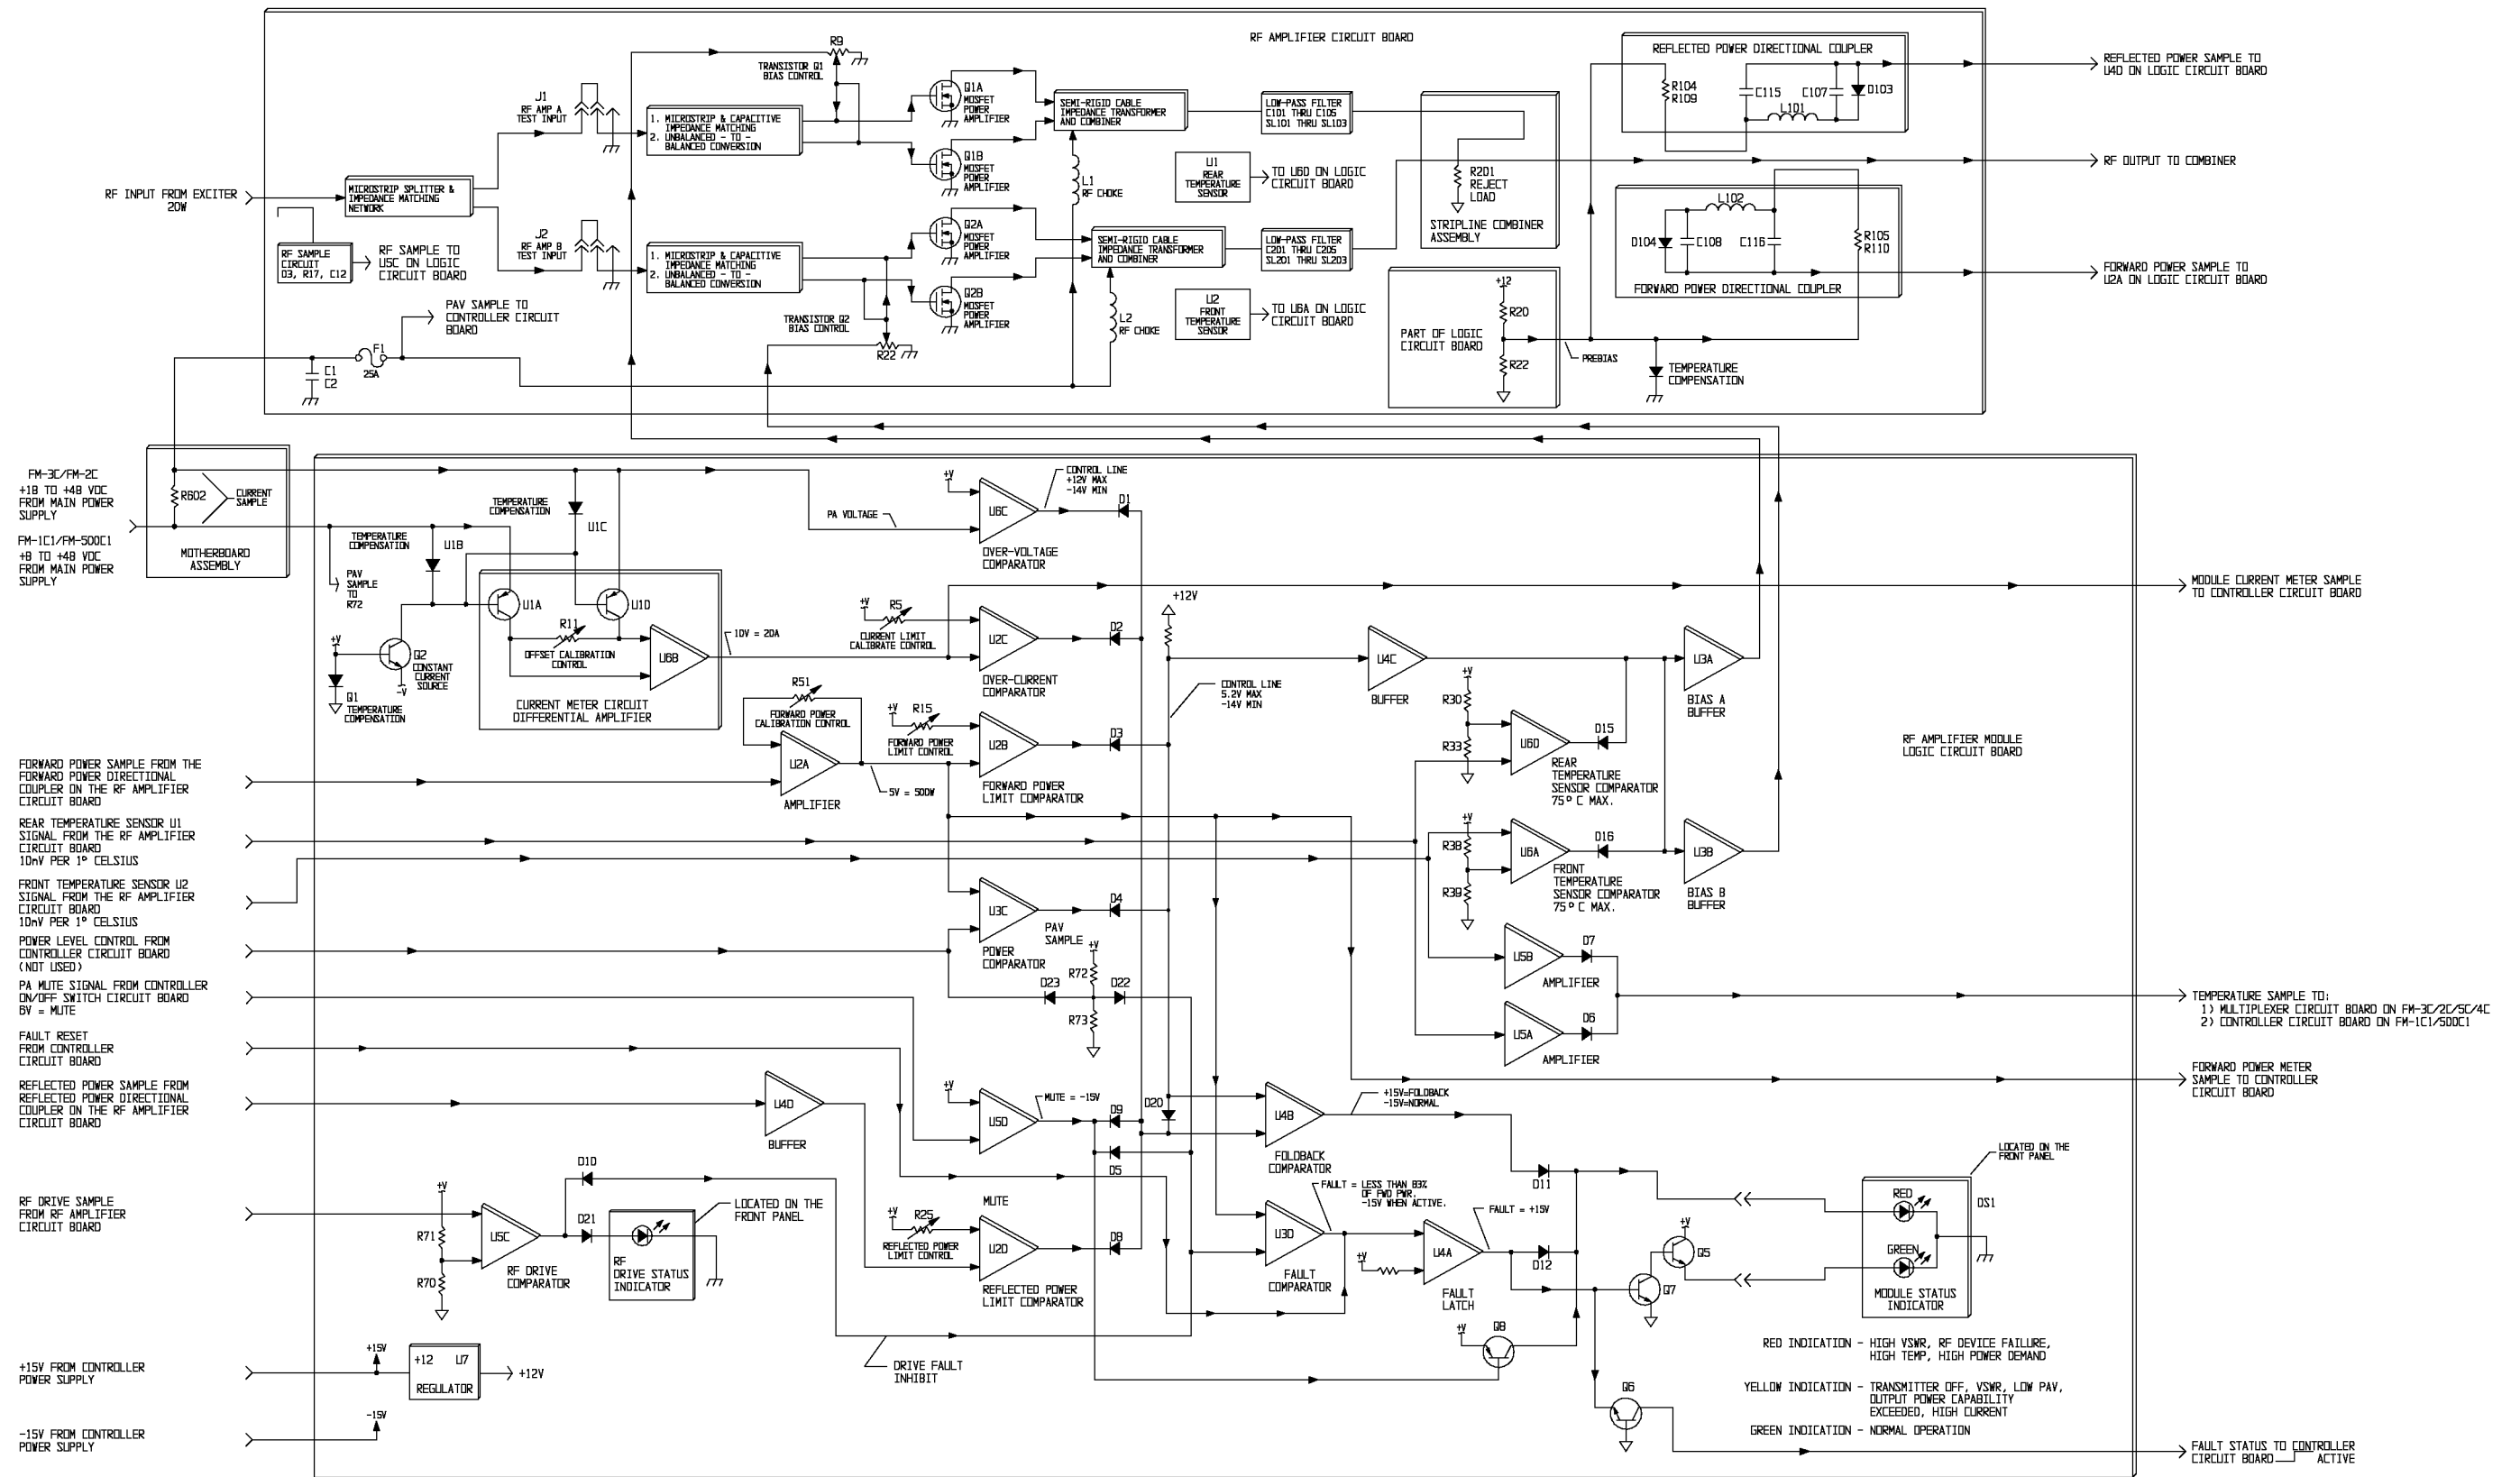 RF AMPLIFIER CIRCUIT BOARD
R9
TRANSISTOR Q1
BIAS CONTROL
J1
RF AMP A
TEST INPUT
1. MICROSTRIP & CAPACITIVE
IMPEDANCE MATCHING
2. UNBALANCED - TO -
BALANCED CONVERSION
Q1A
MOSFET
POWER
AMPLIFIER
Q1B
MOSFET
POWER
AMPLIFIER
SEMI-RIGID CABLE
IMPEDANCE TRANSFORMER
AND COMBINER
L1
RF CHOKE
LOW-PASS FILTER
C101 THRU C105
SL101 THRU SL103
U1
REAR
TEMPERATURE
SENSOR
TO U6D ON LOGIC
CIRCUIT BOARD
R201
REJECT
LOAD
STRIPLINE COMBINER
ASSEMBLY
REFLECTED POWER DIRECTIONAL COUPLER
R104
R109
C115
L101
C107
D103
REFLECTED POWER SAMPLE TO
U4D ON LOGIC CIRCUIT BOARD
RF OUTPUT TO COMBINER
RF INPUT FROM EXCITER
20W
MICROSTRIP SPLITTER &
IMPEDANCE MATCHING
NETWORK
RF SAMPLE
CIRCUIT
D3, R17, C12
RF SAMPLE TO
U5C ON LOGIC
CIRCUIT BOARD
J2
RF AMP B
TEST INPUT
1. MICROSTRIP & CAPACITIVE
IMPEDANCE MATCHING
2. UNBALANCED - TO -
BALANCED CONVERSION
TRANSISTOR Q2
BIAS CONTROL
R22
Q2A
MOSFET
POWER
AMPLIFIER
Q2B
MOSFET
POWER
AMPLIFIER
SEMI-RIGID CABLE
IMPEDANCE TRANSFORMER
AND COMBINER
L2
RF CHOKE
LOW-PASS FILTER
C201 THRU C205
SL201 THRU SL203
U2
FRONT
TEMPERATURE
SENSOR
TO U6A ON LOGIC
CIRCUIT BOARD
L102
D104
C108
C116
R105
R110
FORWARD POWER DIRECTIONAL COUPLER
FORWARD POWER SAMPLE TO
U2A ON LOGIC CIRCUIT BOARD
PAV SAMPLE TO
CONTROLLER CIRCUIT
BOARD
F1
25A
C1
C2
+12
R20
R22
PART OF LOGIC
CIRCUIT BOARD
PREBIAS
TEMPERATURE
COMPENSATION
FM-3C/FM-2C
+18 TO +48 VDC
FROM MAIN POWER
SUPPLY
FM-1C1/FM-500C1
+8 TO +48 VDC
FROM MAIN POWER
SUPPLY
R602
CURRENT
SAMPLE
MOTHERBOARD
ASSEMBLY
TEMPERATURE
COMPENSATION
U1B
TEMPERATURE
COMPENSATION
U1C
PAV
SAMPLE
TO
R72
U1A
U1D
R11
OFFSET CALIBRATION
CONTROL
U6B
CURRENT METER CIRCUIT
DIFFERENTIAL AMPLIFIER
+V
Q2
CONSTANT
CURRENT
SOURCE
-V
Q1
TEMPERATURE
COMPENSATION
10V = 20A
PA VOLTAGE
+V
U6C
OVER-VOLTAGE
COMPARATOR
CONTROL LINE
+12V MAX
-14V MIN
D1
MODULE CURRENT METER SAMPLE
TO CONTROLLER CIRCUIT BOARD
+V
R5
CURRENT LIMIT
CALIBRATE CONTROL
U2C
OVER-CURRENT
COMPARATOR
D2
+12V
CONTROL LINE
5.2V MAX
-14V MIN
U4C
BUFFER
U3A
BIAS A
BUFFER
R51
FORWARD POWER
CALIBRATION CONTROL
U2A
AMPLIFIER
5V = 500W
+V
R15
FORWARD POWER
LIMIT CONTROL
U2B
FORWARD POWER
LIMIT COMPARATOR
D3
+V
R30
R33
U6D
D15
REAR
TEMPERATURE
SENSOR COMPARATOR
75° C MAX.
RF AMPLIFIER MODULE
LOGIC CIRCUIT BOARD
FORWARD POWER SAMPLE FROM THE
FORWARD POWER DIRECTIONAL
COUPLER ON THE RF AMPLIFIER
CIRCUIT BOARD
REAR TEMPERATURE SENSOR U1
SIGNAL FROM THE RF AMPLIFIER
CIRCUIT BOARD
10mV PER 1° CELSIUS
FRONT TEMPERATURE SENSOR U2
SIGNAL FROM THE RF AMPLIFIER
CIRCUIT BOARD
10mV PER 1° CELSIUS
+V
R38
R39
U6A
D16
FRONT
TEMPERATURE
SENSOR COMPARATOR
75° C MAX.
U3B
BIAS B
BUFFER
POWER LEVEL CONTROL FROM
CONTROLLER CIRCUIT BOARD
(NOT USED)
U3C
POWER
COMPARATOR
D4
PAV
SAMPLE
+V
R72
D23
D22
R73
U5B
AMPLIFIER
D7
U5A
AMPLIFIER
D6
PA MUTE SIGNAL FROM CONTROLLER
ON/OFF SWITCH CIRCUIT BOARD
6V = MUTE
TEMPERATURE SAMPLE TO:
1) MULTIPLEXER CIRCUIT BOARD ON FM-3C/2C/5C/4C
2) CONTROLLER CIRCUIT BOARD ON FM-1C1/500C1
FAULT RESET
FROM CONTROLLER
CIRCUIT BOARD
FORWARD POWER METER
SAMPLE TO CONTROLLER
CIRCUIT BOARD
REFLECTED POWER SAMPLE FROM
REFLECTED POWER DIRECTIONAL
COUPLER ON THE RF AMPLIFIER
CIRCUIT BOARD
U4D
BUFFER
+V
U5D
MUTE = -15V
D9
D5
MUTE
D20
U4B
FOLDBACK
COMPARATOR
+15V=FOLDBACK
-15V=NORMAL
D11
LOCATED ON THE
FRONT PANEL
RF DRIVE SAMPLE
FROM RF AMPLIFIER
CIRCUIT BOARD
+V
R71
R70
U5C
RF DRIVE
COMPARATOR
D10
D21
RF
DRIVE STATUS
INDICATOR
LOCATED ON THE
FRONT PANEL
+V
R25
REFLECTED POWER
LIMIT CONTROL
U2D
REFLECTED POWER
LIMIT COMPARATOR
D8
U3D
FAULT
COMPARATOR
FAULT = LESS THAN 83%
OF FWD PWR.
-15V WHEN ACTIVE.
+V
U4A
FAULT
LATCH
FAULT = +15V
D12
+V
Q5
Q7
RED
GREEN
MODULE STATUS
INDICATOR
DS1
+V
Q8
Q6
DRIVE FAULT
INHIBIT
+15V FROM CONTROLLER
POWER SUPPLY
+15V
+12 U7
REGULATOR
+12V
-15V FROM CONTROLLER
POWER SUPPLY
-15V
RED INDICATION - HIGH VSWR, RF DEVICE FAILURE,
HIGH TEMP, HIGH POWER DEMAND
YELLOW INDICATION - TRANSMITTER OFF, VSWR, LOW PAV,
OUTPUT POWER CAPABILITY
EXCEEDED, HIGH CURRENT
GREEN INDICATION - NORMAL OPERATION
FAULT STATUS TO CONTROLLER
CIRCUIT BOARD ACTIVE